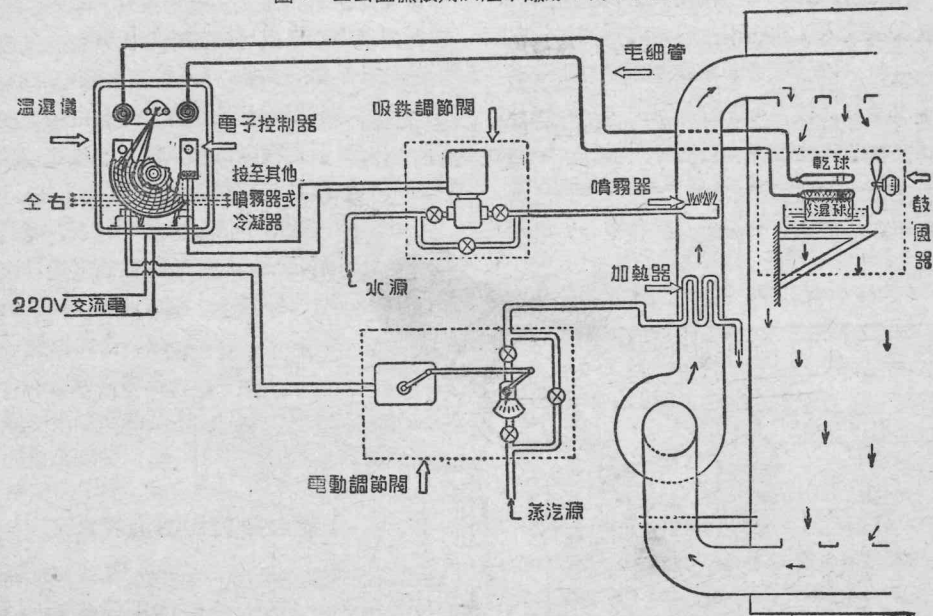 毛細管
溫濕儀
電子控制器
接至其他
噴霧器或
冷凝器
仝右
220V交流電
吸鉄調節閥
水源
噴霧器
加熱器
乾球
濕球
鼓風器
電動調節閥
蒸汽源